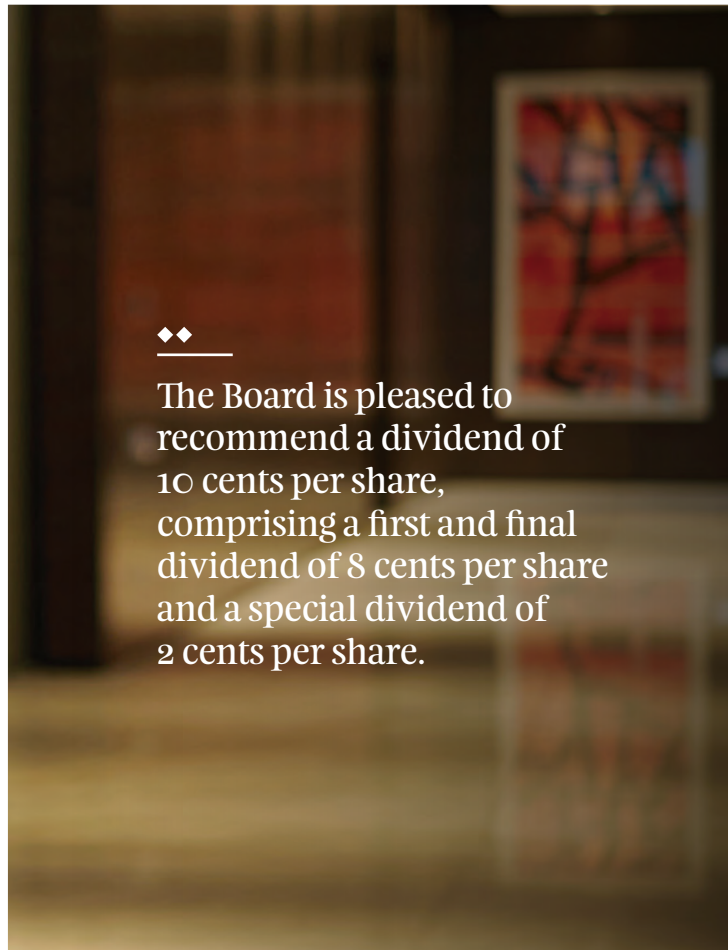 The Board is pleased to
recommend a dividend of
10 cents per share,
comprising a first and final
dividend of 8 cents per share
and a special dividend of
2 cents per share.